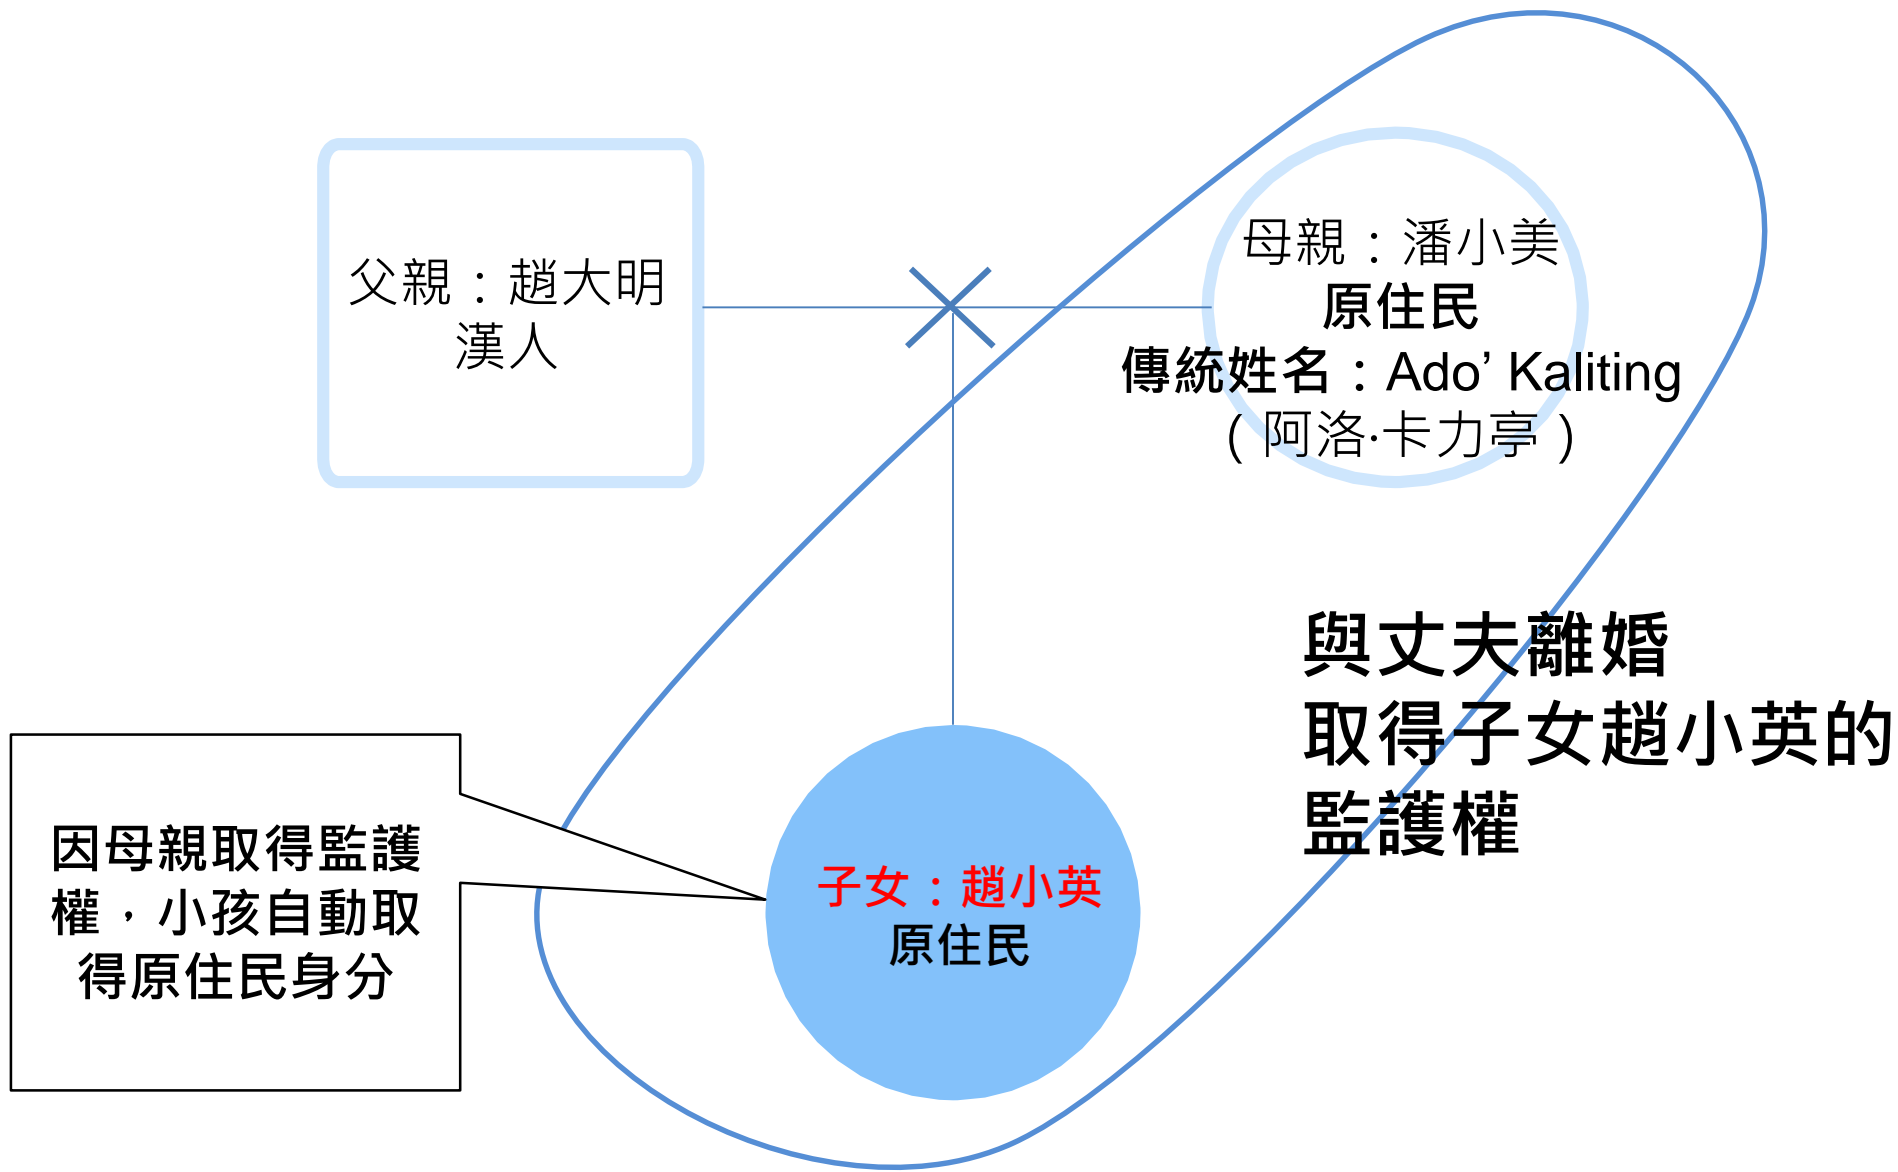 父親：趙大明
漢人
母親：潘小美
原住民
傳統姓名：Ado’ Kaliting
（阿洛·卡力亭）
與丈夫離婚
取得子女趙小英的
監護權
因母親取得監護
權，小孩自動取
得原住民身分
子女：趙小英
原住民